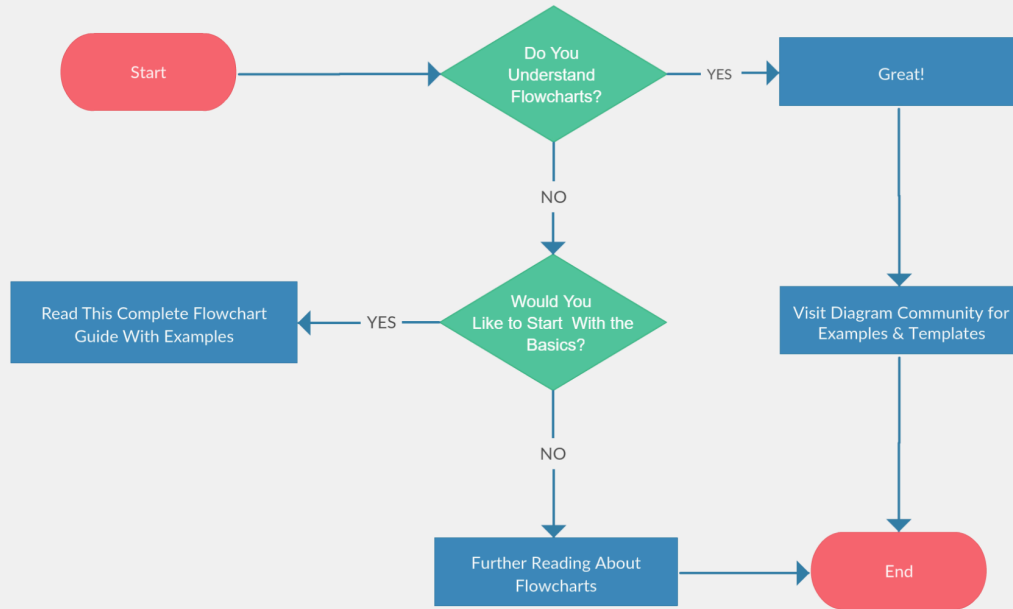 Start
Do You
Understand
Flowcharts?
YES
Great!
NO
Read This Complete Flowchart
Guide With Examples
YES
Would You
Like to Start With the
Basics?
Visit Diagram Community for
Examples & Templates
NO
Further Reading About
Flowcharts
End